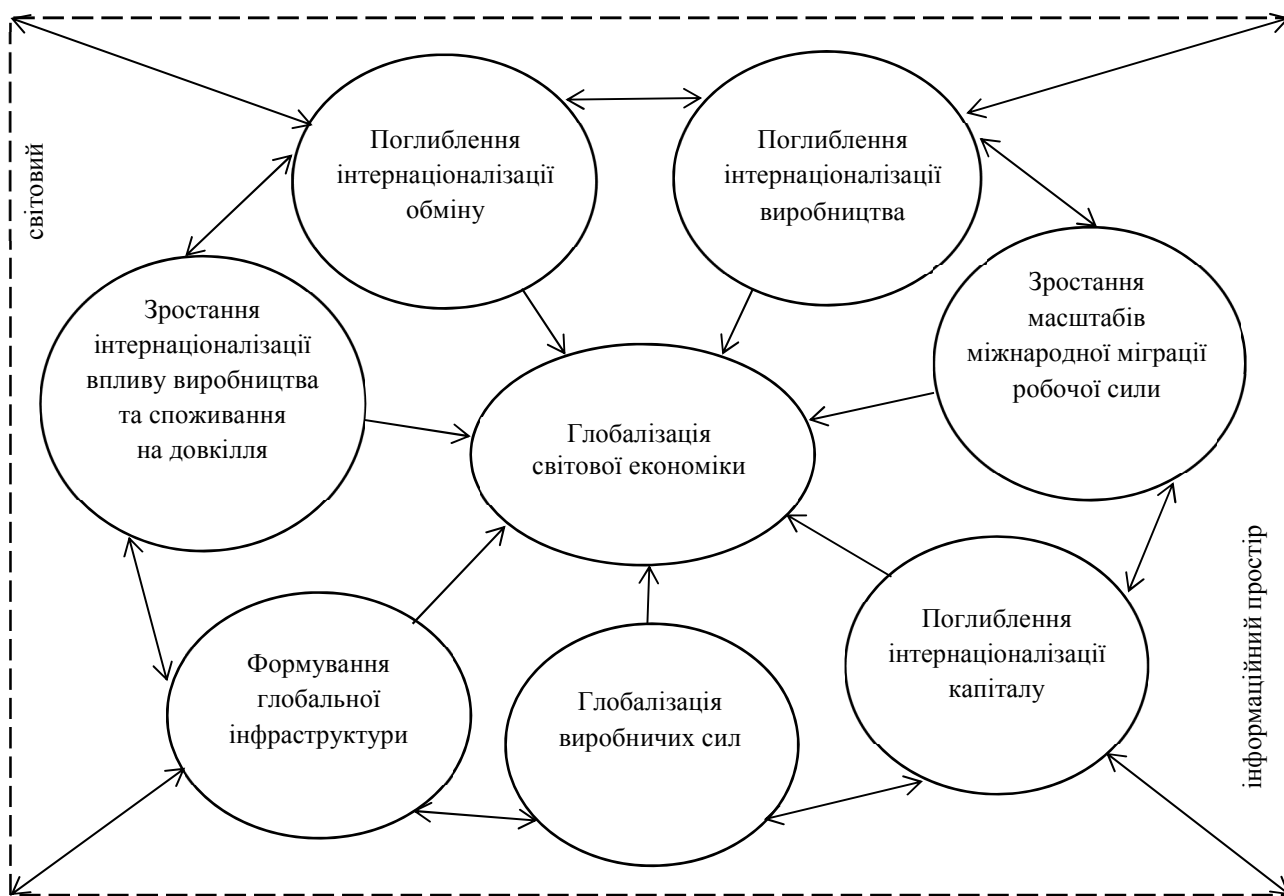 світовий
Поглиблення
інтернаціоналізації
обміну
Поглиблення
інтернаціоналізації
виробництва
Зростання
інтернаціоналізації
впливу виробництва
та споживання
на довкілля
Зростання
масштабів
міжнародної міграції
робочої сили
Глобалізація
світової економіки
Формування
глобальної
інфраструктури
Глобалізація
виробничих сил
Поглиблення
інтернаціоналізації
капіталу
інформаційний простір